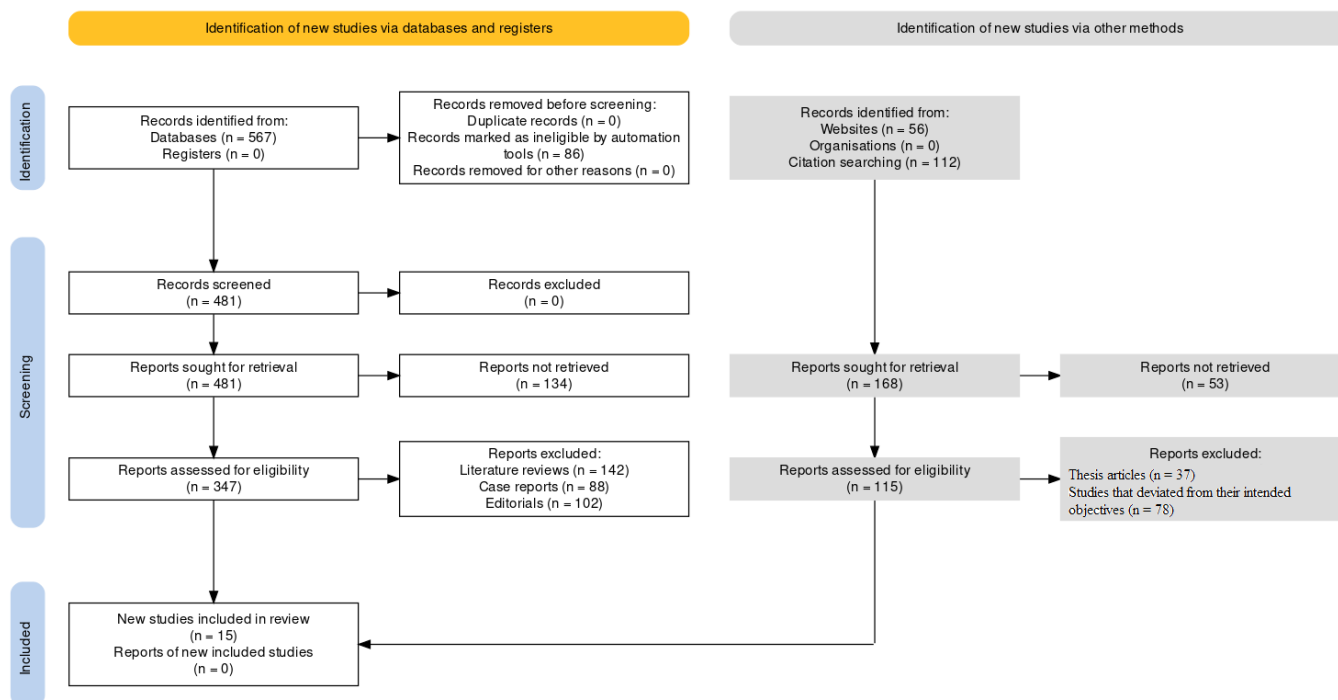 Identification of new studies via databases and registers
Identification of new studies via other methods
Identification
Records identified from:
Databases (n = 567)
Registers (n = 0)
Records removed before screening:
Duplicate records (n = 0)
Records marked as ineligible by automation
tools (n = 86)
Records removed for other reasons (n = 0)
Records identified from:
Websites (n = 56)
Organisations (n = 0)
Citation searching (n = 112)
Screening
Records screened
(n = 481)
Records excluded
(n = 0)
Reports sought for retrieval
(n = 481)
Reports not retrieved
(n = 134)
Reports sought for retrieval
(n = 168)
Reports not retrieved
(n = 53)
Reports assessed for eligibility
(n = 347)
Reports excluded:
Literature reviews (n = 142)
Case reports (n = 88)
Editorials (n = 102)
Reports assessed for eligibility
(n = 115)
Reports excluded:
Thesis articles (n = 37)
Studies that deviated from their intended
objectives (n = 78)
Included
New studies included in review
(n = 15)
Reports of new included studies
(n = 0)